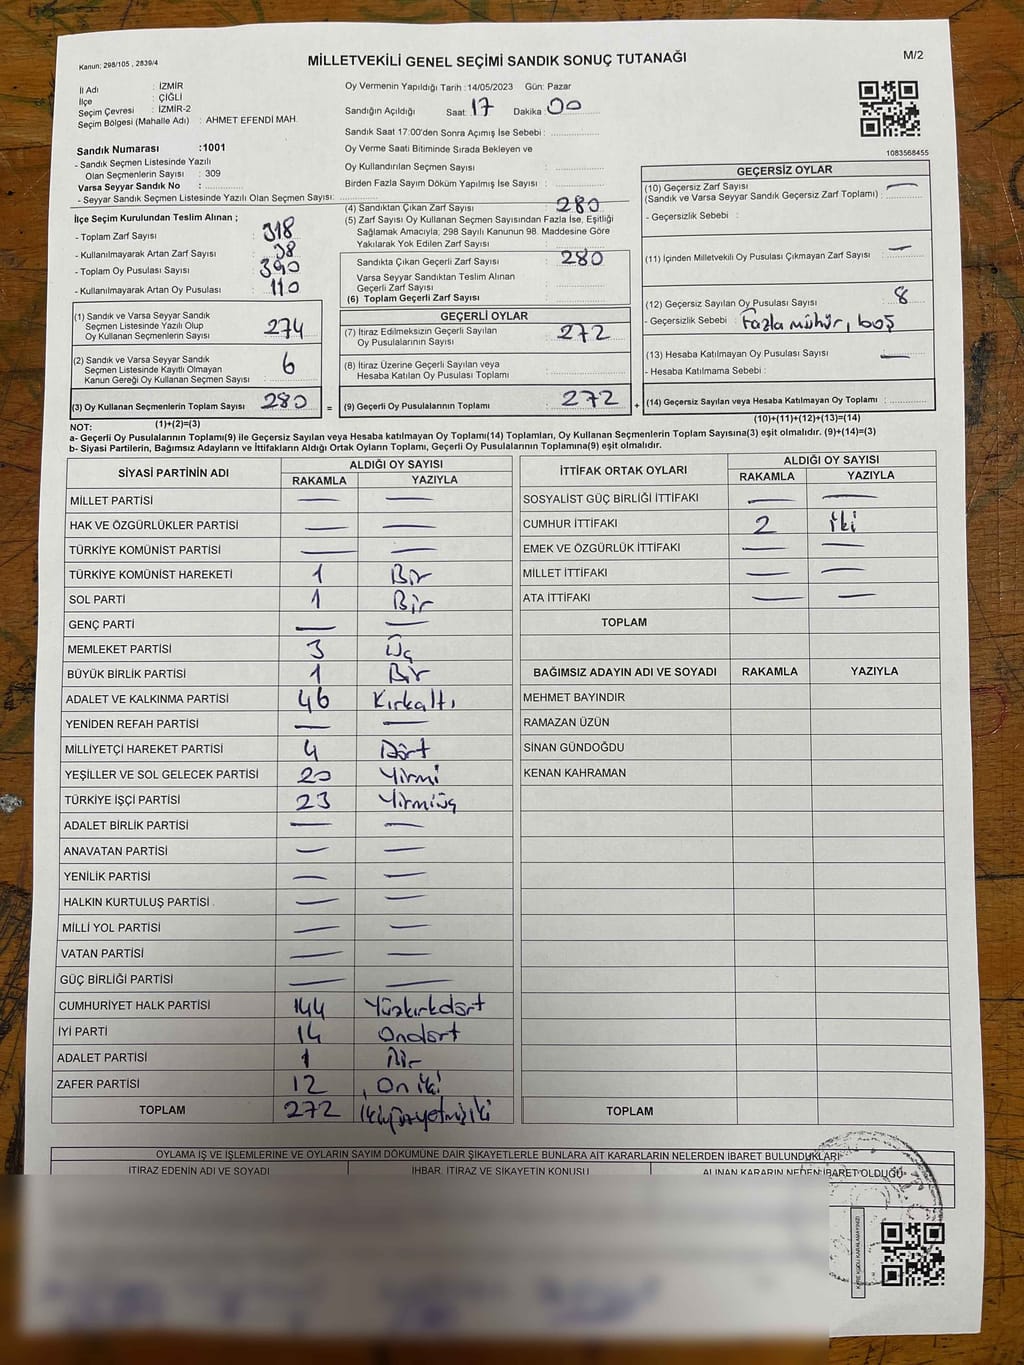 Kanun; 298/105 , 2839/4
MİLLETVEKİLİ GENEL SEÇİMİ SANDIK SONUÇ TUTANAĞI
M/2
İl Adı : İZMİR
İlçe : ÇİĞLİ
Seçim Çevresi : İZMİR-2
Seçim Bölgesi (Mahalle Adı) : AHMET EFENDİ MAH.
Sandık Numarası :1001
- Sandık Seçmen Listesinde Yazılı
Olan Seçmenlerin Sayısı : 309
Varsa Seyyar Sandık No :
- Seyyar Sandık Seçmen Listesinde Yazılı Olan Seçmen Sayısı:
Oy Vermenin Yapıldığı Tarih :14/05/2023 Gün: Pazar
Sandığın Açıldığı Saat 17 Dakika 00
Sandık Saat 17:00'den Sonra Açımış İse Sebebi :
Oy Verme Saati Bitiminde Sırada Bekleyen ve
Oy Kullandırılan Seçmen Sayısı :
Birden Fazla Sayım Döküm Yapılmış İse Sayısı :
1083568455
İlçe Seçim Kurulundan Teslim Alınan ;
- Toplam Zarf Sayısı : 318
- Kullanılmayarak Artan Zarf Sayısı : 38
- Toplam Oy Pusulası Sayısı : 390
- Kullanılmayarak Artan Oy Pusulası : 110
(1) Sandık ve Varsa Seyyar Sandık
Seçmen Listesinde Yazılı Olup
Oy Kullanan Seçmenlerin Sayısı : 274
(2) Sandık ve Varsa Seyyar Sandık
Seçmen Listesinde Kayıtlı Olmayan
Kanun Gereği Oy Kullanan Seçmen Sayısı : 6
(3) Oy Kullanan Seçmenlerin Toplam Sayısı : 280
(1)+(2)=(3)
(4) Sandıktan Çıkan Zarf Sayısı : 280
(5) Zarf Sayısı Oy Kullanan Seçmen Sayısından Fazla İse, Eşitliği
Sağlamak Amacıyla; 298 Sayılı Kanunun 98. Maddesine Göre
Yakılarak Yok Edilen Zarf Sayısı :
Sandıkta Çıkan Geçerli Zarf Sayısı : 280
Varsa Seyyar Sandıktan Teslim Alınan
Geçerli Zarf Sayısı :
(6) Toplam Geçerli Zarf Sayısı :
GEÇERLİ OYLAR
(7) İtiraz Edilmeksizin Geçerli Sayılan
Oy Pusulalarının Sayısı : 272
(8) İtiraz Üzerine Geçerli Sayılan veya
Hesaba Katılan Oy Pusulası Toplamı :
= (9) Geçerli Oy Pusulalarının Toplamı : 272 +
GEÇERSİZ OYLAR
(10) Geçersiz Zarf Sayısı
(Sandık ve Varsa Seyyar Sandık Geçersiz Zarf Toplamı) : —
- Geçersizlik Sebebi :
(11) İçinden Milletvekili Oy Pusulası Çıkmayan Zarf Sayısı : —
(12) Geçersiz Sayılan Oy Pusulası Sayısı : 8
- Geçersizlik Sebebi : Fazla mühür, boş
(13) Hesaba Katılmayan Oy Pusulası Sayısı : —
- Hesaba Katılmama Sebebi :
(14) Geçersiz Sayılan veya Hesaba Katılmayan Oy Toplamı :
(10)+(11)+(12)+(13)=(14)
NOT:
a- Geçerli Oy Pusulalarının Toplamı(9) ile Geçersiz Sayılan veya Hesaba katılmayan Oy Toplamı(14) Toplamları, Oy Kullanan Seçmenlerin Toplam Sayısına(3) eşit olmalıdır. (9)+(14)=(3)
b- Siyasi Partilerin, Bağımsız Adayların ve İttifakların Aldığı Ortak Oyların Toplamı, Geçerli Oy Pusulalarının Toplamına(9) eşit olmalıdır.
SİYASİ PARTİNİN ADI ALDIĞI OY SAYISI
RAKAMLA YAZIYLA
MİLLET PARTİSİ — —
HAK VE ÖZGÜRLÜKLER PARTİSİ — —
TÜRKİYE KOMÜNİST PARTİSİ — —
TÜRKİYE KOMÜNİST HAREKETİ 1 Bir
SOL PARTİ 1 Bir
GENÇ PARTİ — —
MEMLEKET PARTİSİ 3 Üç
BÜYÜK BİRLİK PARTİSİ 1 Bir
ADALET VE KALKINMA PARTİSİ 46 Kırkaltı
YENİDEN REFAH PARTİSİ — —
MİLLİYETÇİ HAREKET PARTİSİ 4 Dört
YEŞİLLER VE SOL GELECEK PARTİSİ 20 Yirmi
TÜRKİYE İŞÇİ PARTİSİ 23 Yirmiüç
ADALET BİRLİK PARTİSİ — —
ANAVATAN PARTİSİ — —
YENİLİK PARTİSİ — —
HALKIN KURTULUŞ PARTİSİ — —
MİLLİ YOL PARTİSİ — —
VATAN PARTİSİ — —
GÜÇ BİRLİĞİ PARTİSİ — —
CUMHURİYET HALK PARTİSİ 144 Yüzkırkdört
İYİ PARTİ 14 Ondört
ADALET PARTİSİ 1 Bir
ZAFER PARTİSİ 12 On iki
TOPLAM 272 İkiyüzyetmişiki
İTTİFAK ORTAK OYLARI ALDIĞI OY SAYISI
RAKAMLA YAZIYLA
SOSYALİST GÜÇ BİRLİĞİ İTTİFAKI — —
CUMHUR İTTİFAKI 2 iki
EMEK VE ÖZGÜRLÜK İTTİFAKI — —
MİLLET İTTİFAKI — —
ATA İTTİFAKI — —
TOPLAM
BAĞIMSIZ ADAYIN ADI VE SOYADI RAKAMLA YAZIYLA
MEHMET BAYINDIR
RAMAZAN ÜZÜN
SİNAN GÜNDOĞDU
KENAN KAHRAMAN
TOPLAM
OYLAMA İŞ VE İŞLEMLERİNE VE OYLARIN SAYIM DÖKÜMÜNE DAİR ŞİKAYETLERLE BUNLARA AİT KARARLARIN NELERDEN İBARET BULUNDUKLARI
İTİRAZ EDENİN ADI VE SOYADI İHBAR, İTİRAZ VE ŞİKAYETİN KONUSU ALINAN KARARIN NEDEN İBARET OLDUĞU